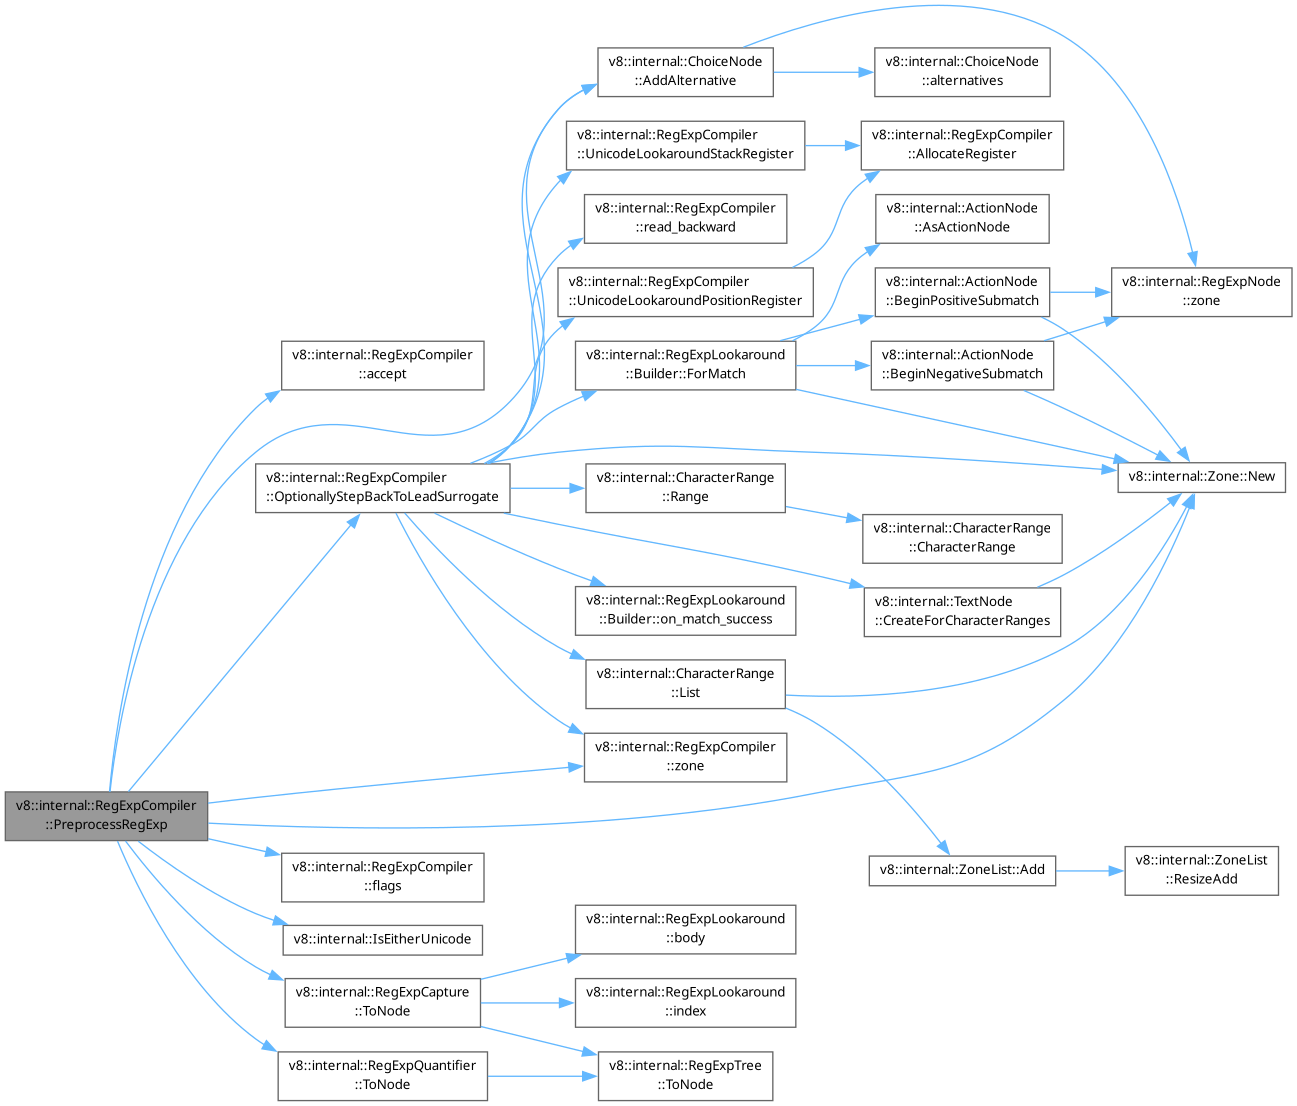 v8::internal::ChoiceNode
::AddAlternative
v8::internal::ChoiceNode
::alternatives
v8::internal::RegExpCompiler
::UnicodeLookaroundStackRegister
v8::internal::RegExpCompiler
::AllocateRegister
v8::internal::RegExpCompiler
::read_backward
v8::internal::ActionNode
::AsActionNode
v8::internal::RegExpCompiler
::UnicodeLookaroundPositionRegister
v8::internal::ActionNode
::BeginPositiveSubmatch
v8::internal::RegExpNode
::zone
v8::internal::RegExpCompiler
::accept
v8::internal::RegExpLookaround
::Builder::ForMatch
v8::internal::ActionNode
::BeginNegativeSubmatch
v8::internal::RegExpCompiler
::OptionallyStepBackToLeadSurrogate
v8::internal::CharacterRange
::Range
v8::internal::Zone::New
v8::internal::CharacterRange
::CharacterRange
v8::internal::RegExpLookaround
::Builder::on_match_success
v8::internal::TextNode
::CreateForCharacterRanges
v8::internal::CharacterRange
::List
v8::internal::RegExpCompiler
::zone
v8::internal::RegExpCompiler
::PreprocessRegExp
v8::internal::RegExpCompiler
::flags
v8::internal::ZoneList::Add
v8::internal::ZoneList
::ResizeAdd
v8::internal::IsEitherUnicode
v8::internal::RegExpLookaround
::body
v8::internal::RegExpCapture
::ToNode
v8::internal::RegExpLookaround
::index
v8::internal::RegExpQuantifier
::ToNode
v8::internal::RegExpTree
::ToNode